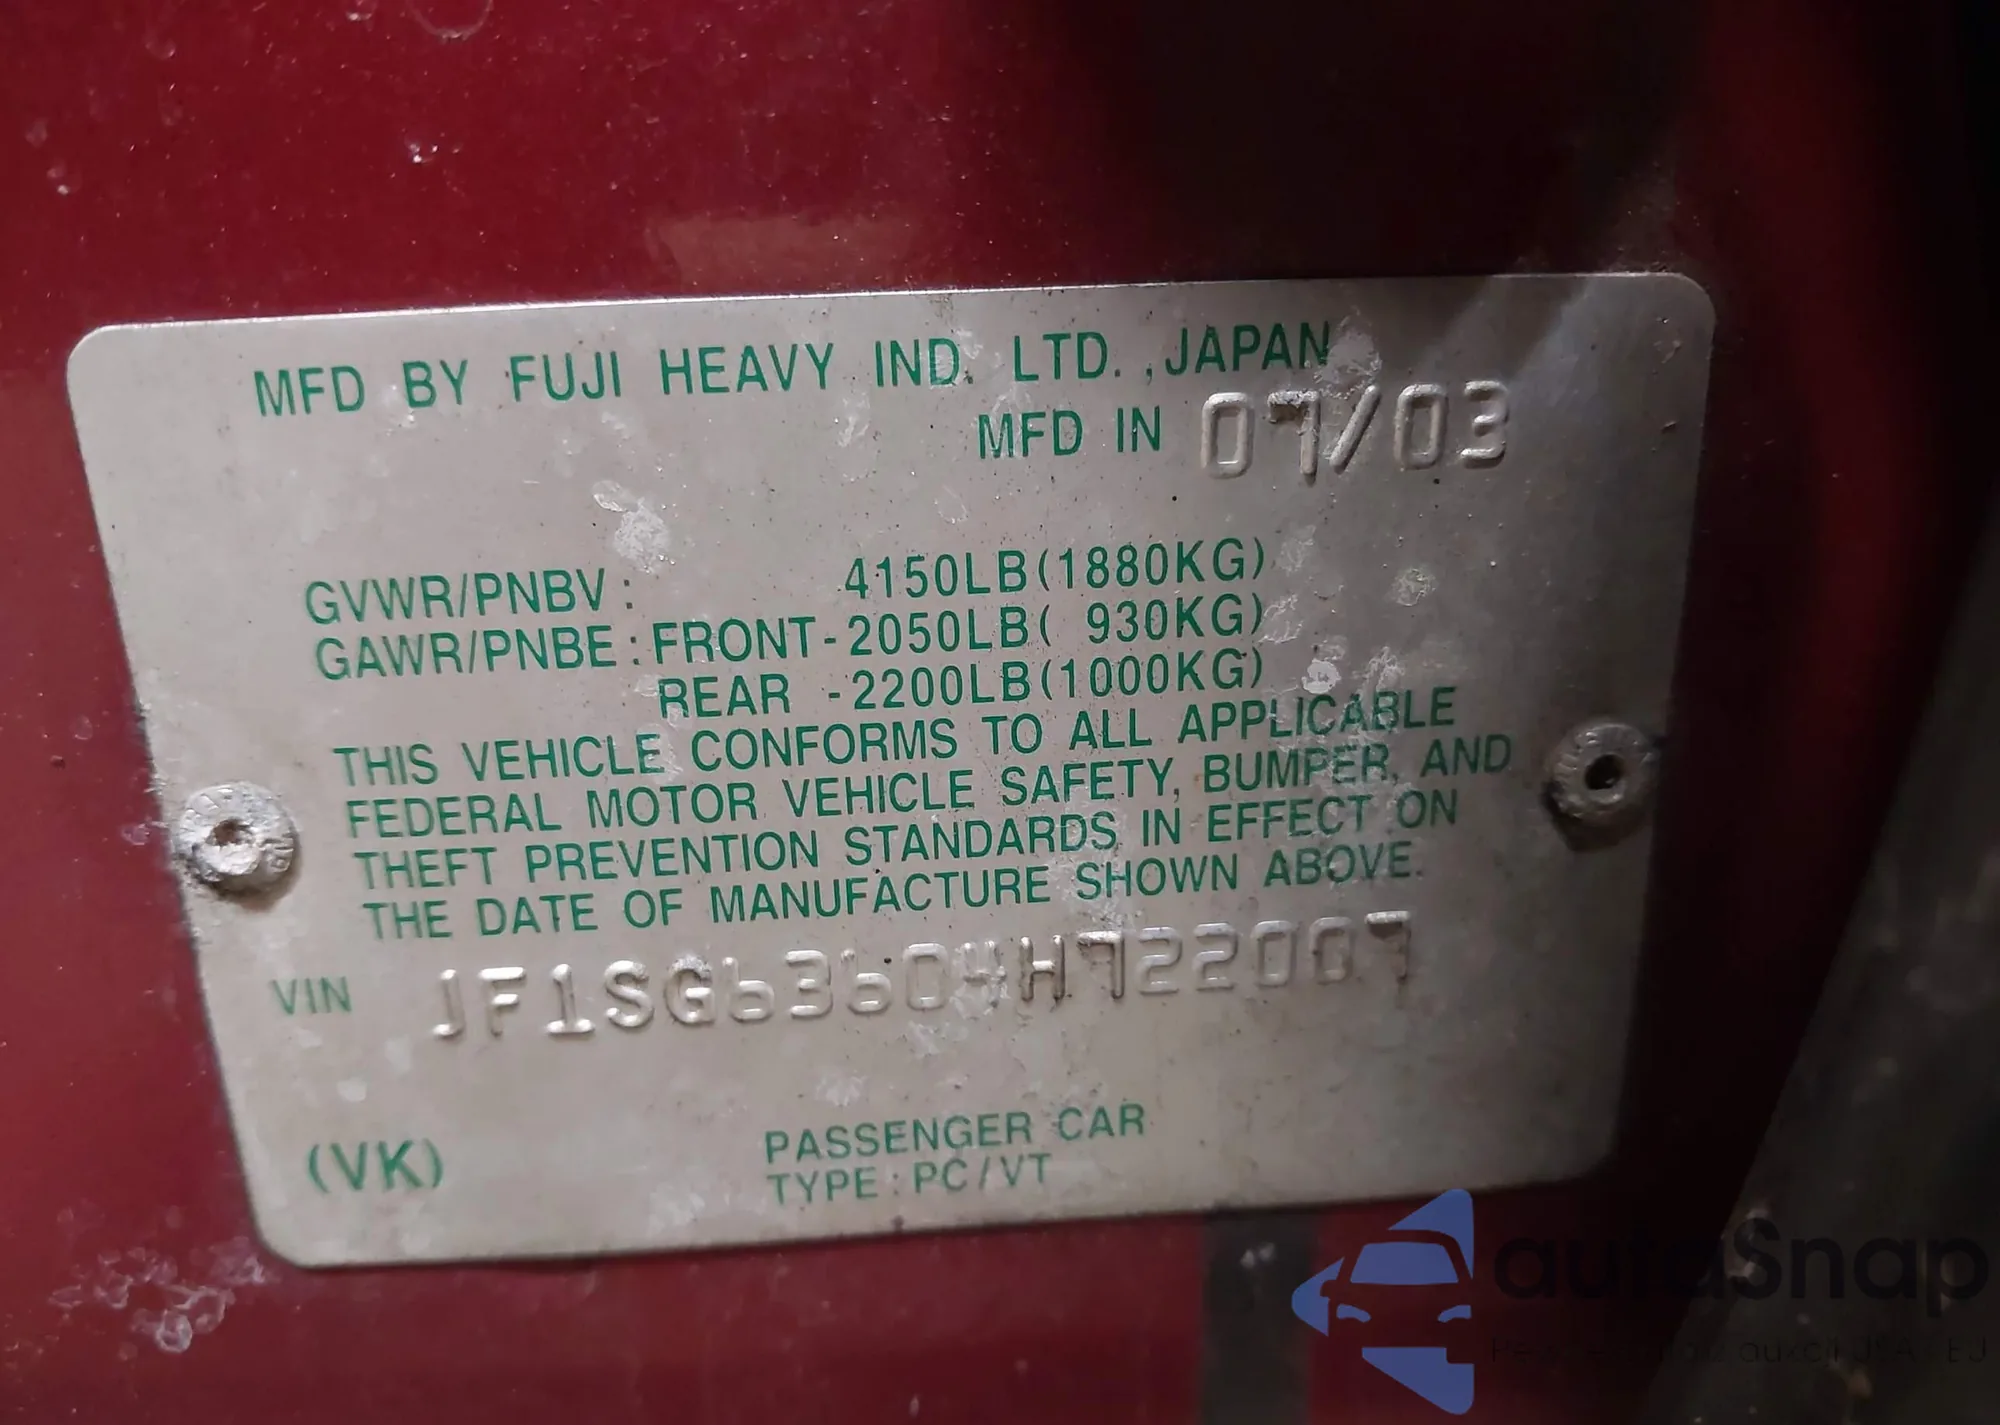 MFD BY FUJI HEAVY IND. LTD.,JAPAN
MFD IN 07/03
GVWR/PNBV: 4150LB(1880KG)
GAWR/PNBE:FRONT-2050LB( 930KG)
REAR -2200LB(1000KG)
THIS VEHICLE CONFORMS TO ALL APPLICABLE
FEDERAL MOTOR VEHICLE SAFETY, BUMPER, AND
THEFT PREVENTION STANDARDS IN EFFECT ON
THE DATE OF MANUFACTURE SHOWN ABOVE.
VIN JF1SG63604H722007
(VK)
PASSENGER CAR
TYPE:PC/VT
autoSnap